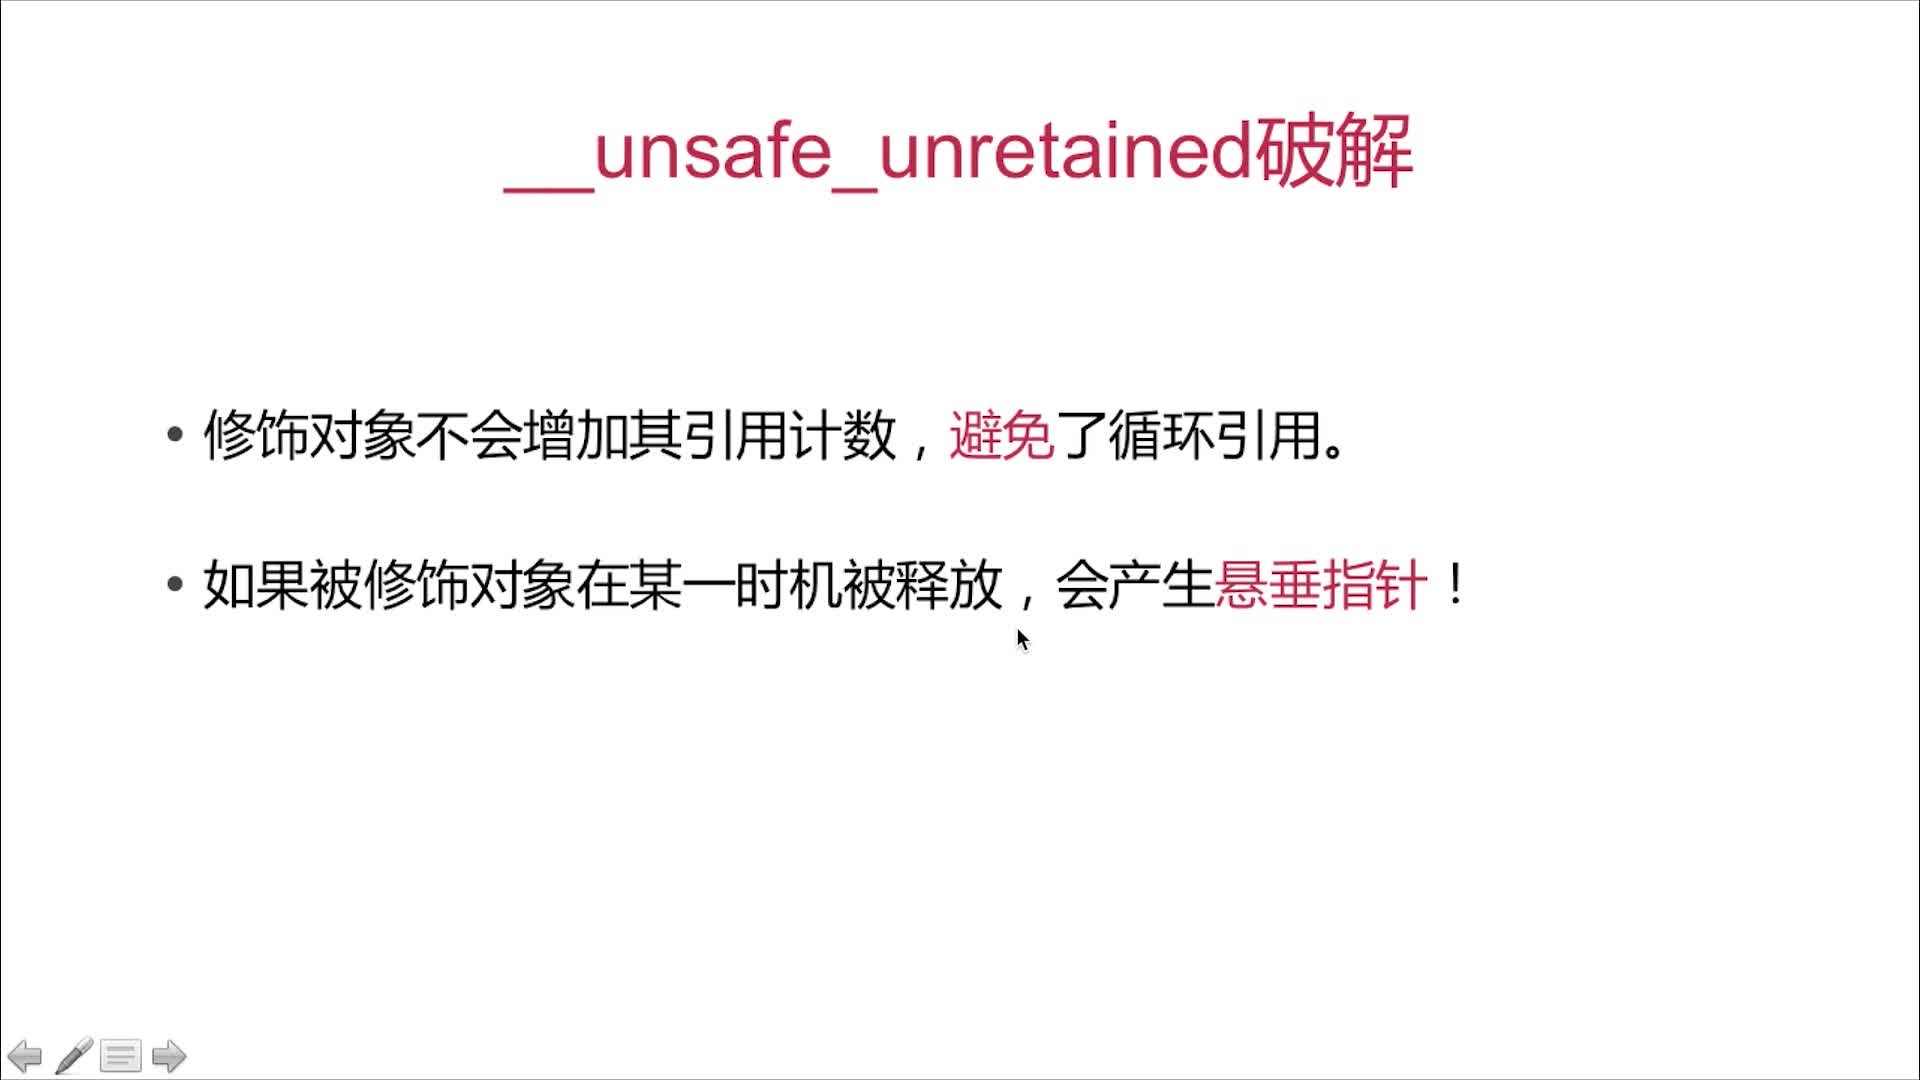 __unsafe_unretained破解
• 修饰对象不会增加其引用计数，避免了循环引用。
• 如果被修饰对象在某一时机被释放，会产生悬垂指针！